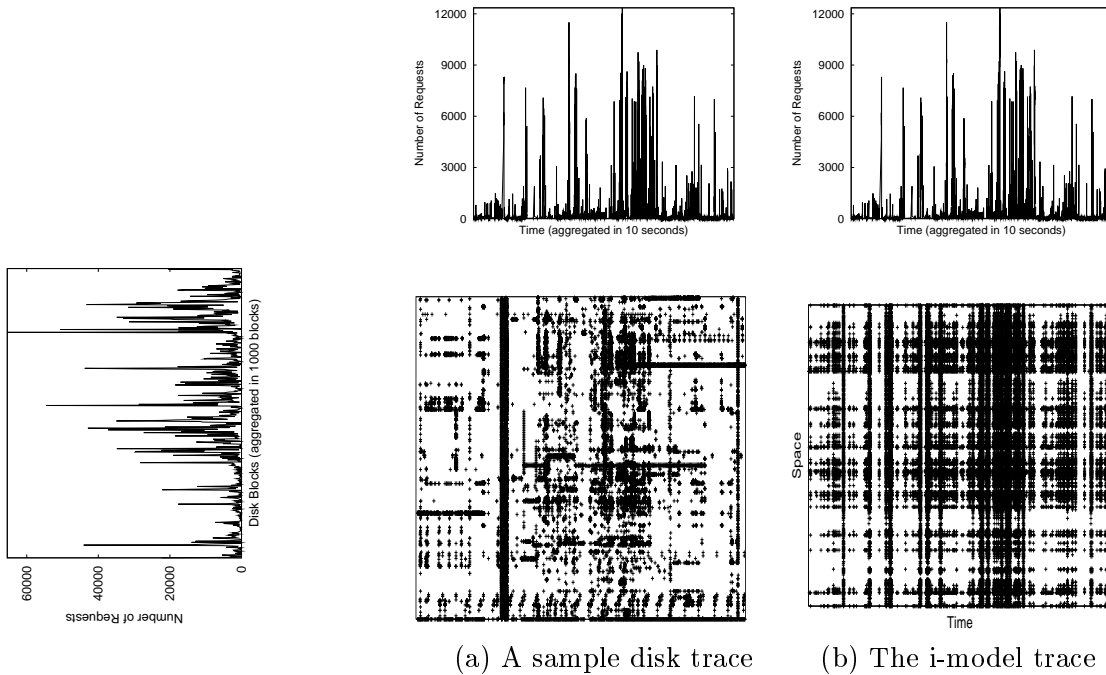 12000
9000
6000
3000
0
Number of Requests
Time (aggregated in 10 seconds)
12000
9000
6000
3000
0
Number of Requests
Time (aggregated in 10 seconds)
60000
40000
20000
0
Number of Requests
Disk Blocks (aggregated in 1000 blocks)
Space
Time
(a) A sample disk trace
(b) The i-model trace